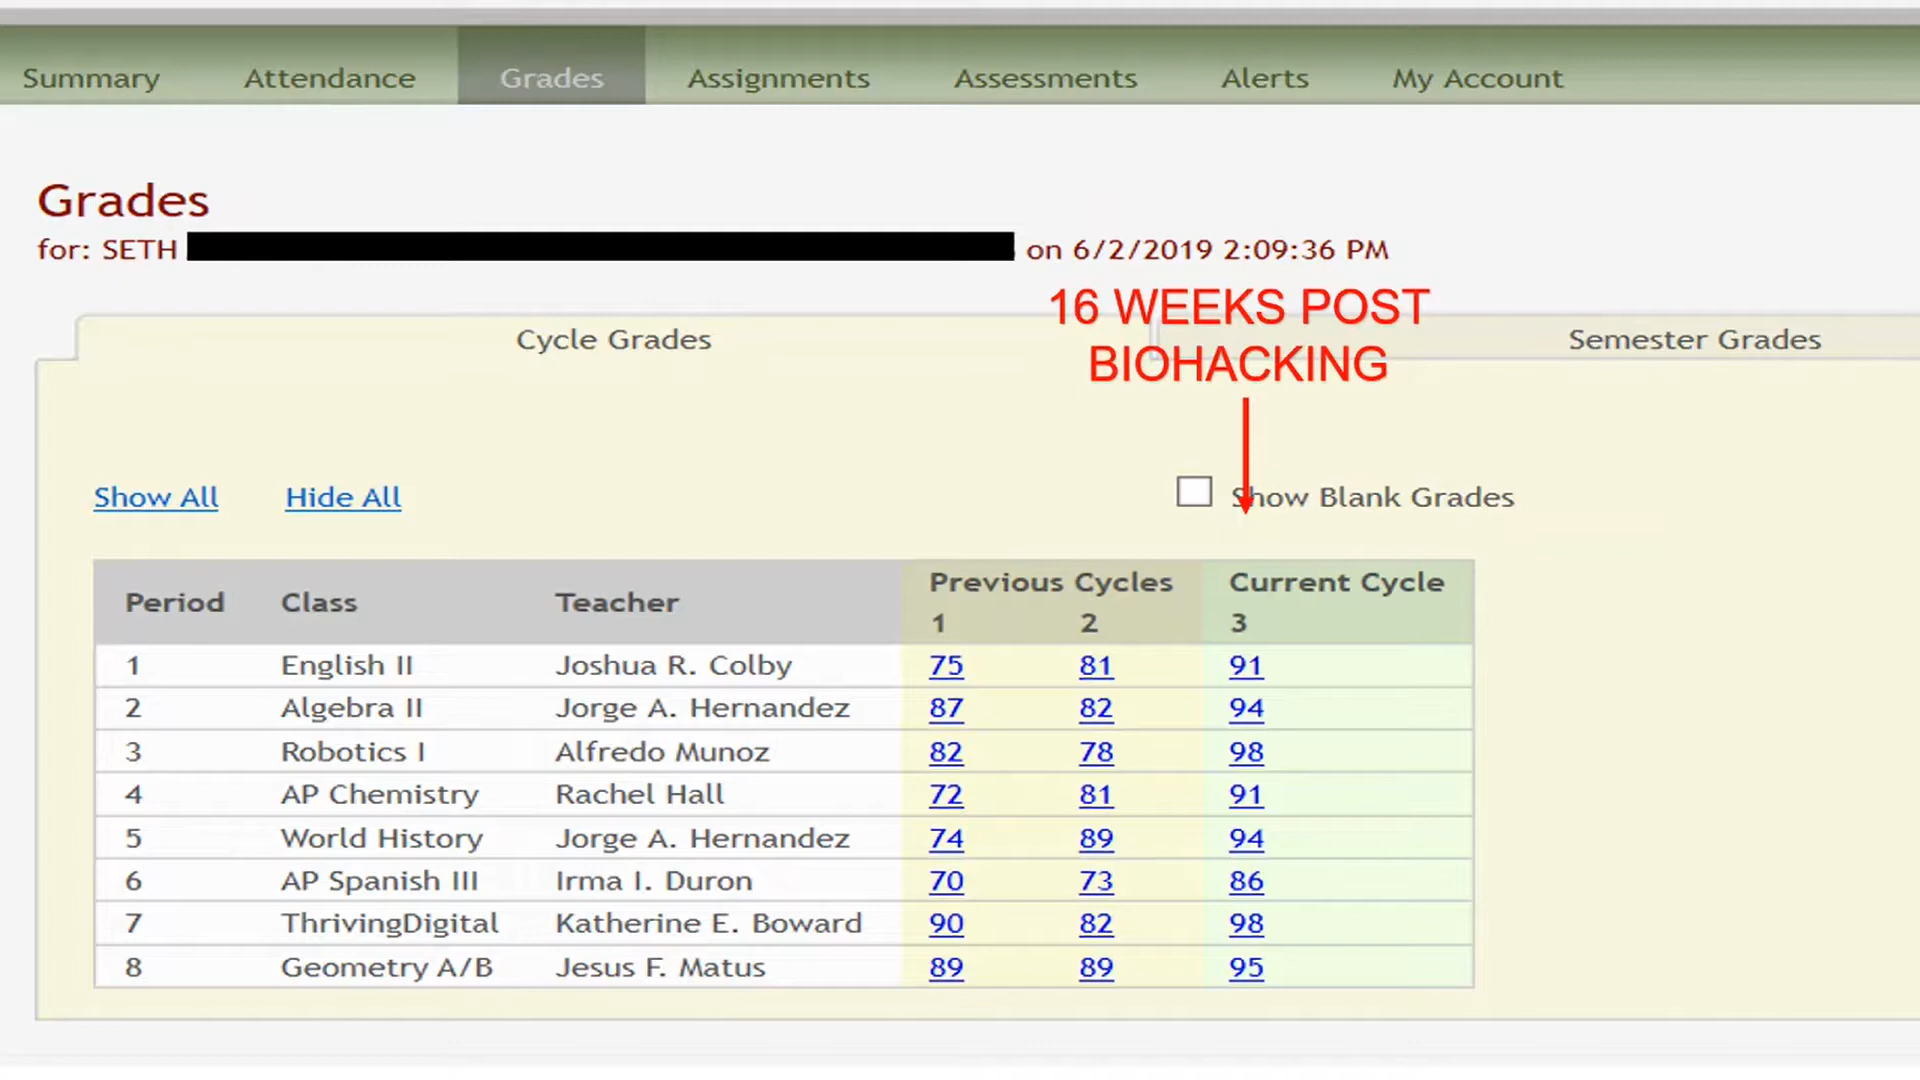 Summary Attendance Grades Assignments Assessments Alerts My Account
Grades
for: SETH on 6/2/2019 2:09:36 PM
16 WEEKS POST
BIOHACKING
Cycle Grades Semester Grades
Show All Hide All Show Blank Grades
Period Class Teacher Previous Cycles Current Cycle
1 2 3
1 English II Joshua R. Colby 75 81 91
2 Algebra II Jorge A. Hernandez 87 82 94
3 Robotics I Alfredo Munoz 82 78 98
4 AP Chemistry Rachel Hall 72 81 91
5 World History Jorge A. Hernandez 74 89 94
6 AP Spanish III Irma I. Duron 70 73 86
7 ThrivingDigital Katherine E. Boward 90 82 98
8 Geometry A/B Jesus F. Matus 89 89 95